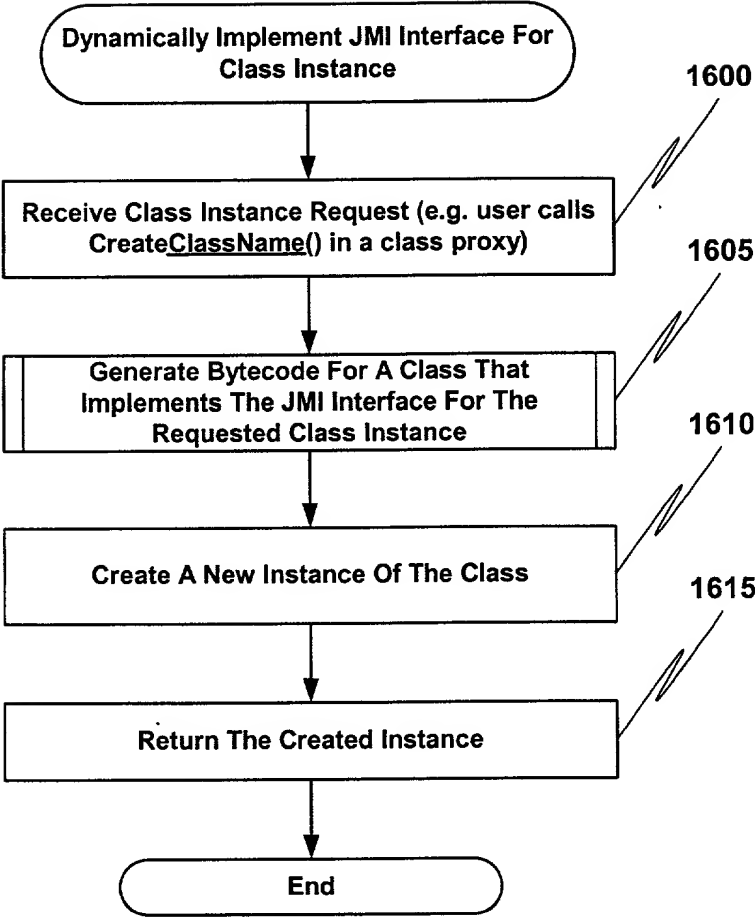 Dynamically Implement JMI Interface For
Class Instance
1600
Receive Class Instance Request (e.g. user calls
CreateClassName() in a class proxy)
1605
Generate Bytecode For A Class That
Implements The JMI Interface For The
Requested Class Instance
1610
Create A New Instance Of The Class
1615
Return The Created Instance
End